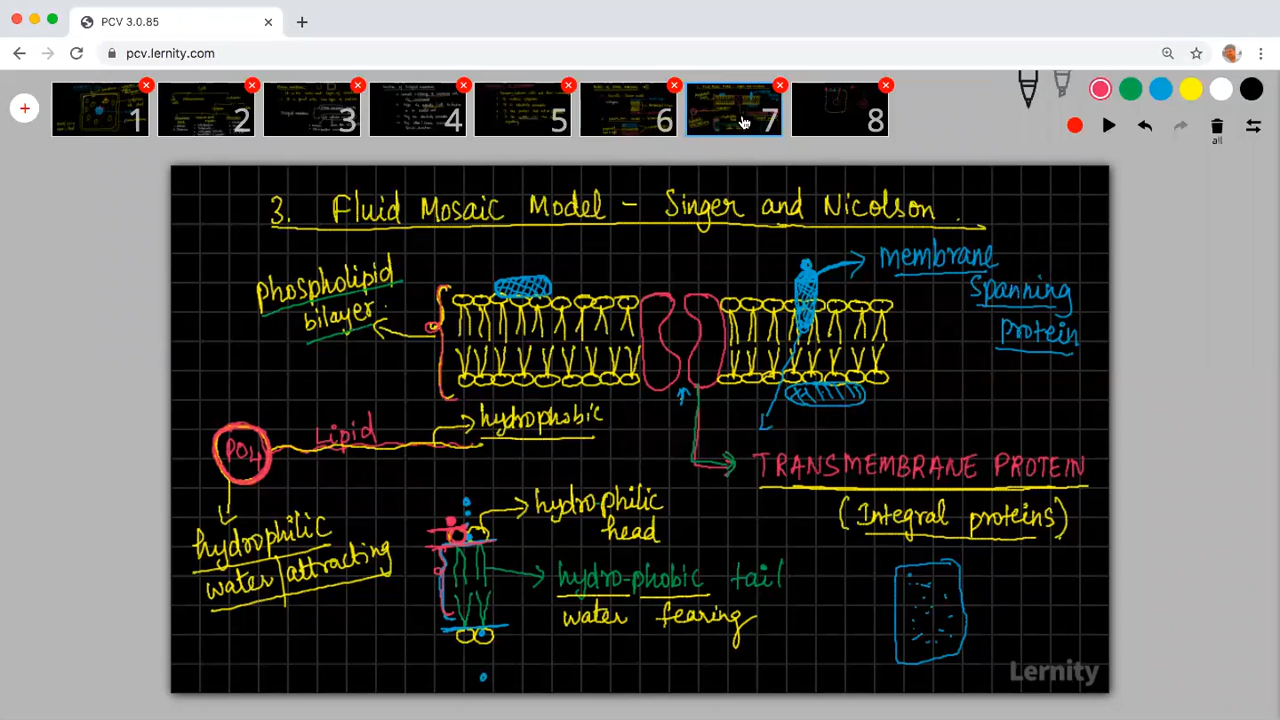 PCV 3.0.85
pcv.lernity.com
1
2
3
4
5
6
7
8
all
3. Fluid Mosaic Model - Singer and Nicolson.
phospholipid
bilayer.
membrane
Spanning
protein
hydrophobic
Lipid
PO4
TRANSMEMBRANE PROTEIN
(Integral proteins)
hydrophilic
head
hydrophilic
water attracting
hydro-phobic tail
water fearing
Lernity